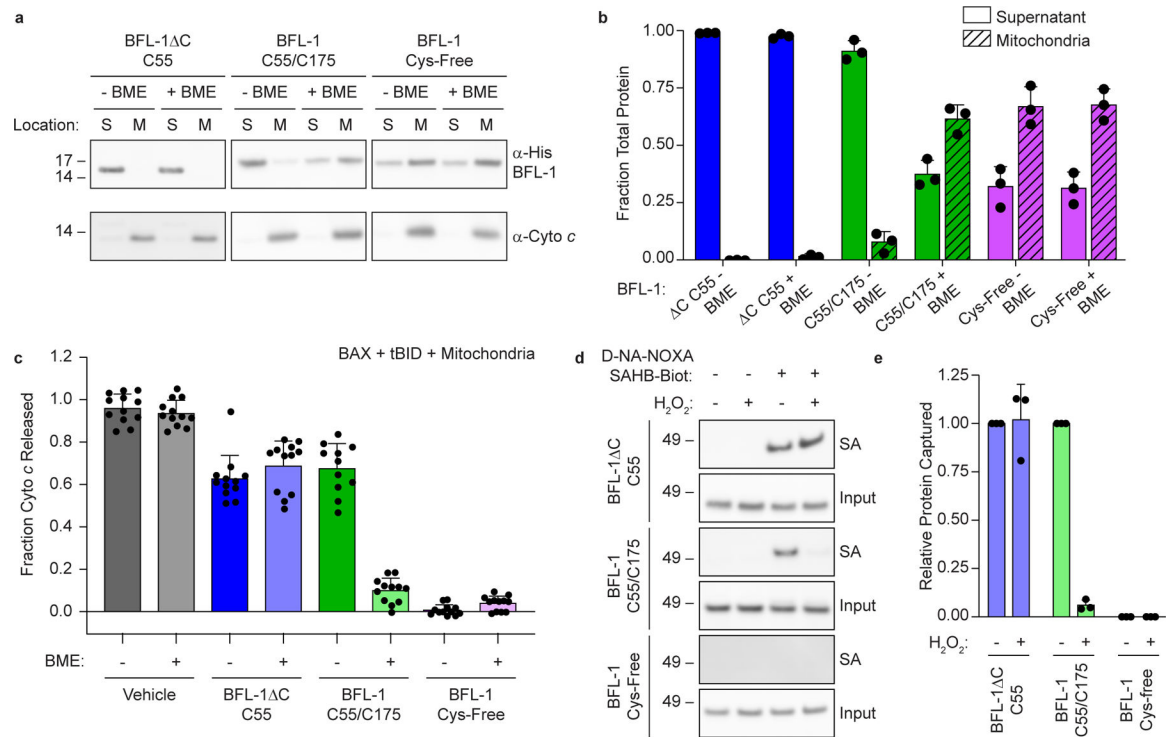 a
BFL-1ΔC
C55
BFL-1
C55/C175
BFL-1
Cys-Free
- BME + BME - BME + BME - BME + BME
Location: S M S M S M S M S M S M
17
14
α-His
BFL-1
14
α-Cyto c
b
Supernatant
Mitochondria
Fraction Total Protein
1.00
0.75
0.50
0.25
0.00
BFL-1:
ΔC C55 -
BME
ΔC C55 +
BME
C55/C175 -
BME
C55/C175 +
BME
Cys-Free -
BME
Cys-Free +
BME
c
BAX + tBID + Mitochondria
Fraction Cyto c Released
1.2
1.0
0.8
0.6
0.4
0.2
0.0
BME: - + - + - + - +
Vehicle
BFL-1ΔC
C55
BFL-1
C55/C175
BFL-1
Cys-Free
d
D-NA-NOXA
SAHB-Biot: - - + +
H₂O₂: - + - +
BFL-1ΔC
C55
49
SA
49
Input
BFL-1
C55/C175
49
SA
49
Input
BFL-1
Cys-Free
49
SA
49
Input
e
Relative Protein Captured
1.25
1.00
0.75
0.50
0.25
0.00
H₂O₂: - + - + - +
BFL-1ΔC
C55
BFL-1
C55/C175
BFL-1
Cys-free